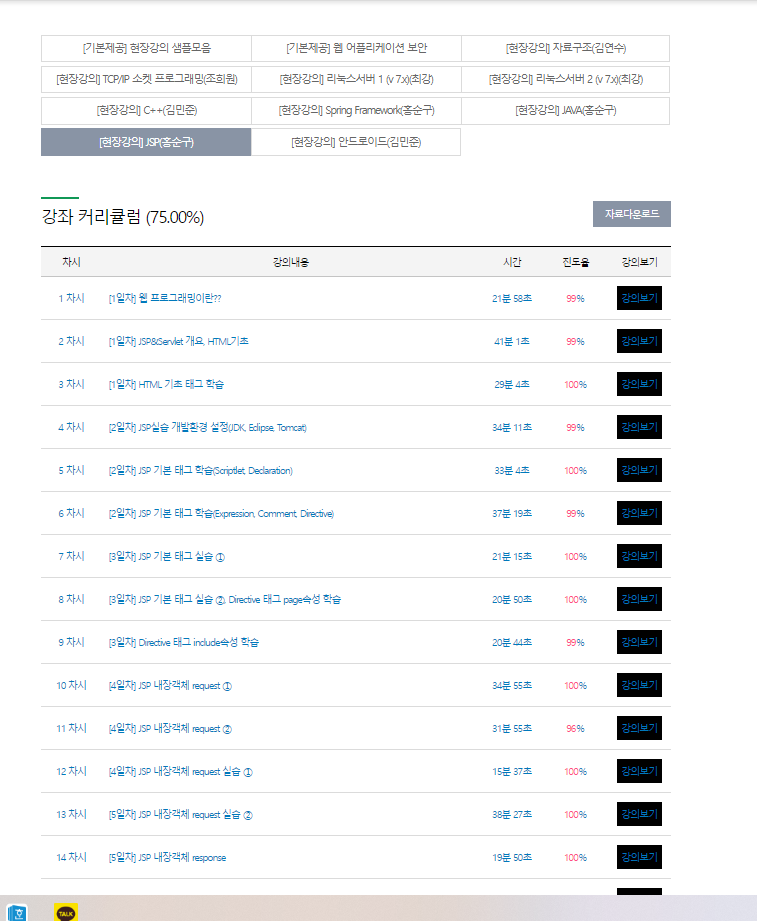 [기본제공] 현장강의 샘플모음 [기본제공] 웹 어플리케이션 보안 [현장강의] 자료구조(김연수)
[현장강의] TCP/IP 소켓 프로그래밍(조희원) [현장강의] 리눅스서버 1 (v 7.x)(최강) [현장강의] 리눅스서버 2 (v 7.x)(최강)
[현장강의] C++(김민준) [현장강의] Spring Framework(홍순구) [현장강의] JAVA(홍순구)
[현장강의] JSP(홍순구) [현장강의] 안드로이드(김민준)
강좌 커리큘럼 (75.00%) 자료다운로드
차시 강의내용 시간 진도율 강의보기
1 차시 [1일차] 웹 프로그래밍이란?? 21분 58초 99% 강의보기
2 차시 [1일차] JSP&Servlet 개요, HTML기초 41분 1초 99% 강의보기
3 차시 [1일차] HTML 기초 태그 학습 29분 4초 100% 강의보기
4 차시 [2일차] JSP실습 개발환경 설정(JDK, Eclipse, Tomcat) 34분 11초 99% 강의보기
5 차시 [2일차] JSP 기본 태그 학습(Scriptlet, Declaration) 33분 4초 100% 강의보기
6 차시 [2일차] JSP 기본 태그 학습(Expression, Comment, Directive) 37분 19초 99% 강의보기
7 차시 [3일차] JSP 기본 태그 실습 ① 21분 15초 100% 강의보기
8 차시 [3일차] JSP 기본 태그 실습 ②, Directive 태그 page속성 학습 20분 50초 100% 강의보기
9 차시 [3일차] Directive 태그 include속성 학습 20분 44초 99% 강의보기
10 차시 [4일차] JSP 내장객체 request ① 34분 55초 100% 강의보기
11 차시 [4일차] JSP 내장객체 request ② 31분 55초 96% 강의보기
12 차시 [4일차] JSP 내장객체 request 실습 ① 15분 37초 100% 강의보기
13 차시 [5일차] JSP 내장객체 request 실습 ② 38분 27초 100% 강의보기
14 차시 [5일차] JSP 내장객체 response 19분 50초 100% 강의보기
TALK